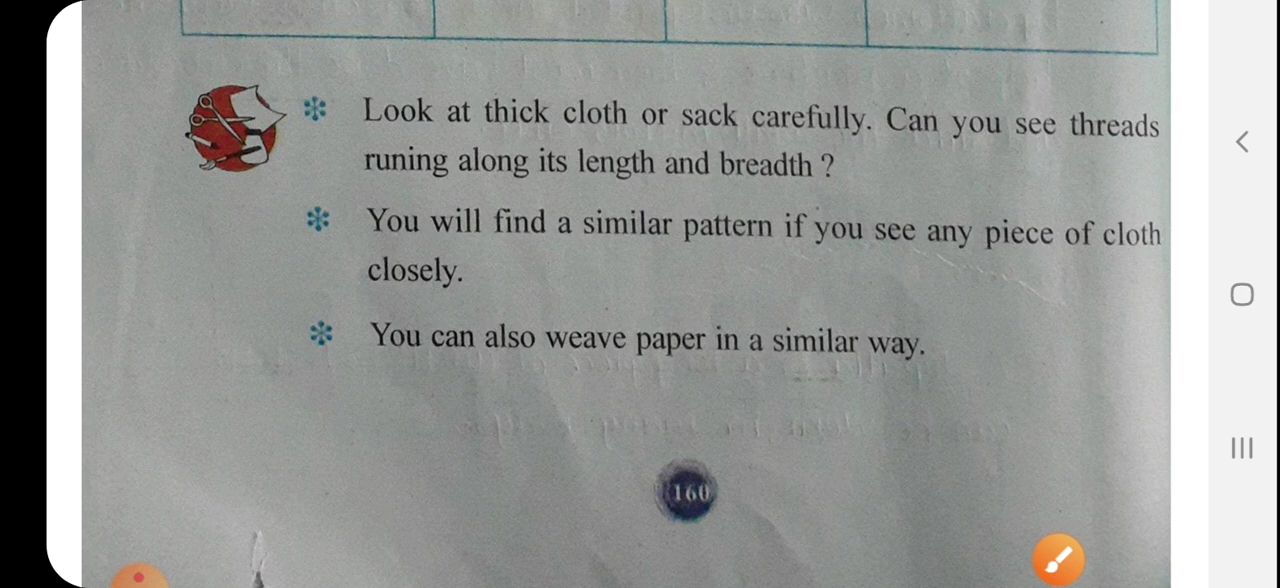 * Look at thick cloth or sack carefully. Can you see threads
runing along its length and breadth ?
* You will find a similar pattern if you see any piece of cloth
closely.
* You can also weave paper in a similar way.
160